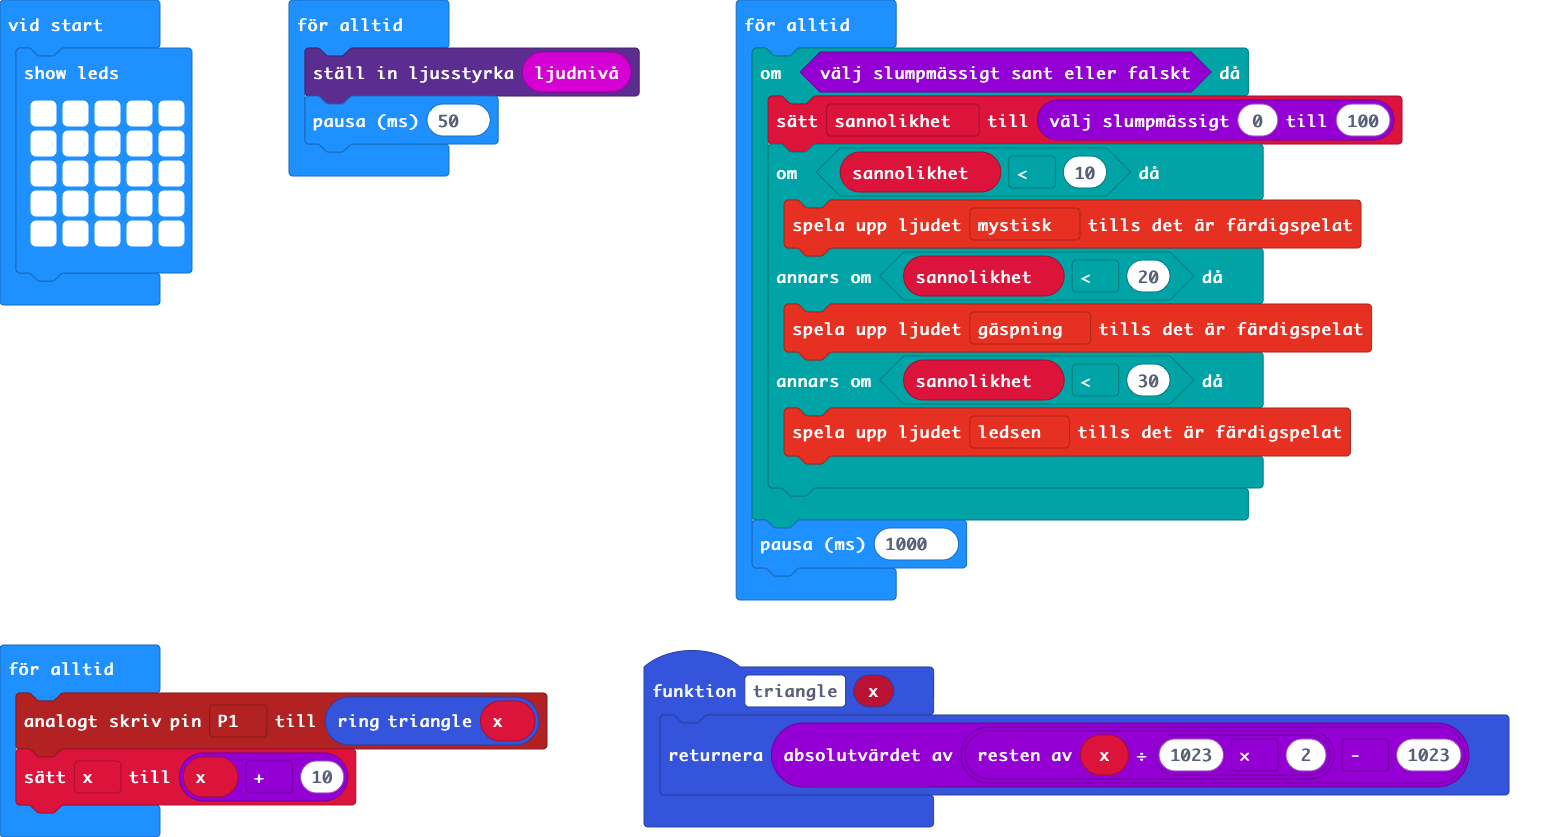 vid start
show leds
för alltid
ställ in ljusstyrka ljudnivå
pausa (ms) 50
för alltid
om välj slumpmässigt sant eller falskt då
sätt sannolikhet till välj slumpmässigt 0 till 100
om sannolikhet < 10 då
spela upp ljudet mystisk tills det är färdigspelat
annars om sannolikhet < 20 då
spela upp ljudet gäspning tills det är färdigspelat
annars om sannolikhet < 30 då
spela upp ljudet ledsen tills det är färdigspelat
pausa (ms) 1000
för alltid
analogt skriv pin P1 till ring triangle x
sätt x till x + 10
funktion triangle x
returnera absolutvärdet av resten av x ÷ 1023 × 2 - 1023